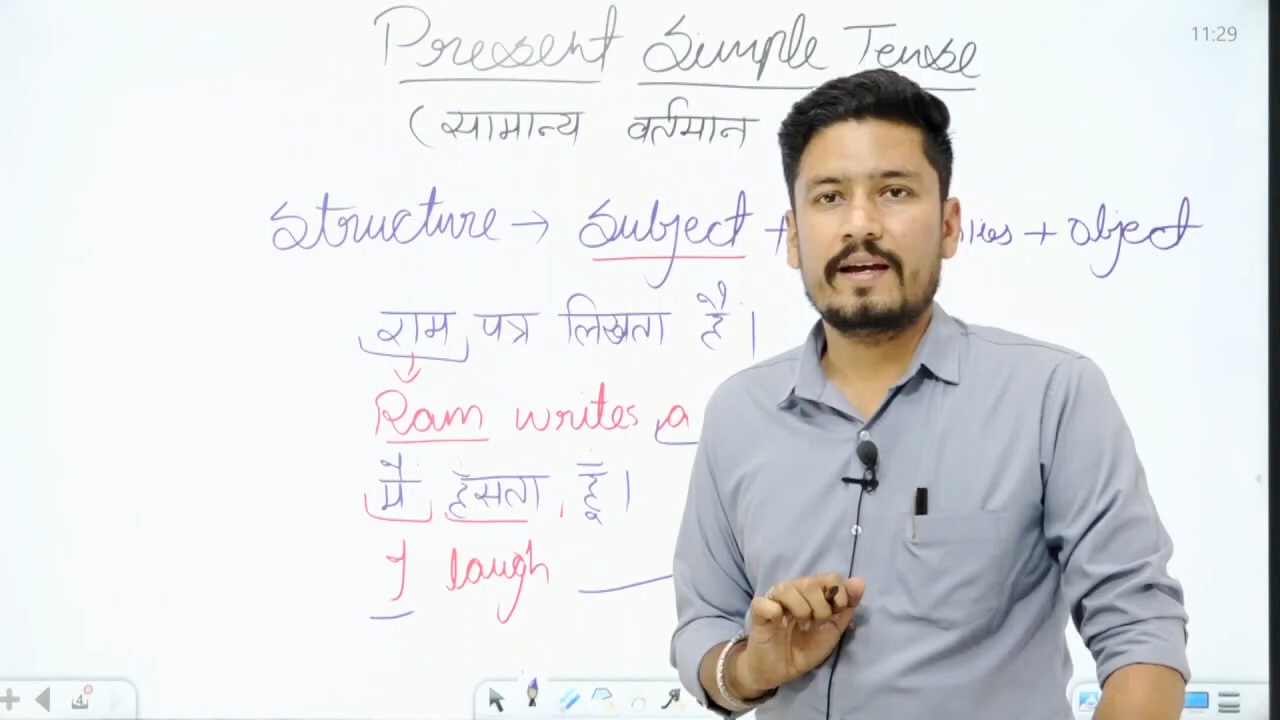 11:29
Present Simple Tense
(सामान्य वर्तमान
Structure → Subject + + Object
राम पत्र लिखता है।
Ram writes a
मैं हँसता हूँ।
I laugh